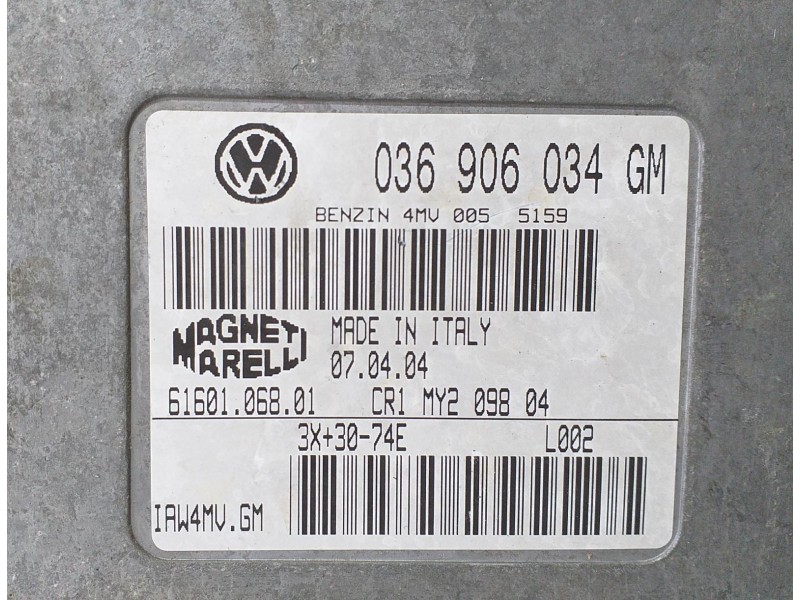 036 906 034 GM
BENZIN 4MV 005 5159
MAGNETI MARELLI
MADE IN ITALY
07.04.04
61601.068.01 CR1 MY2 098 04
3X+30-74E L002
IAW4MV.GM